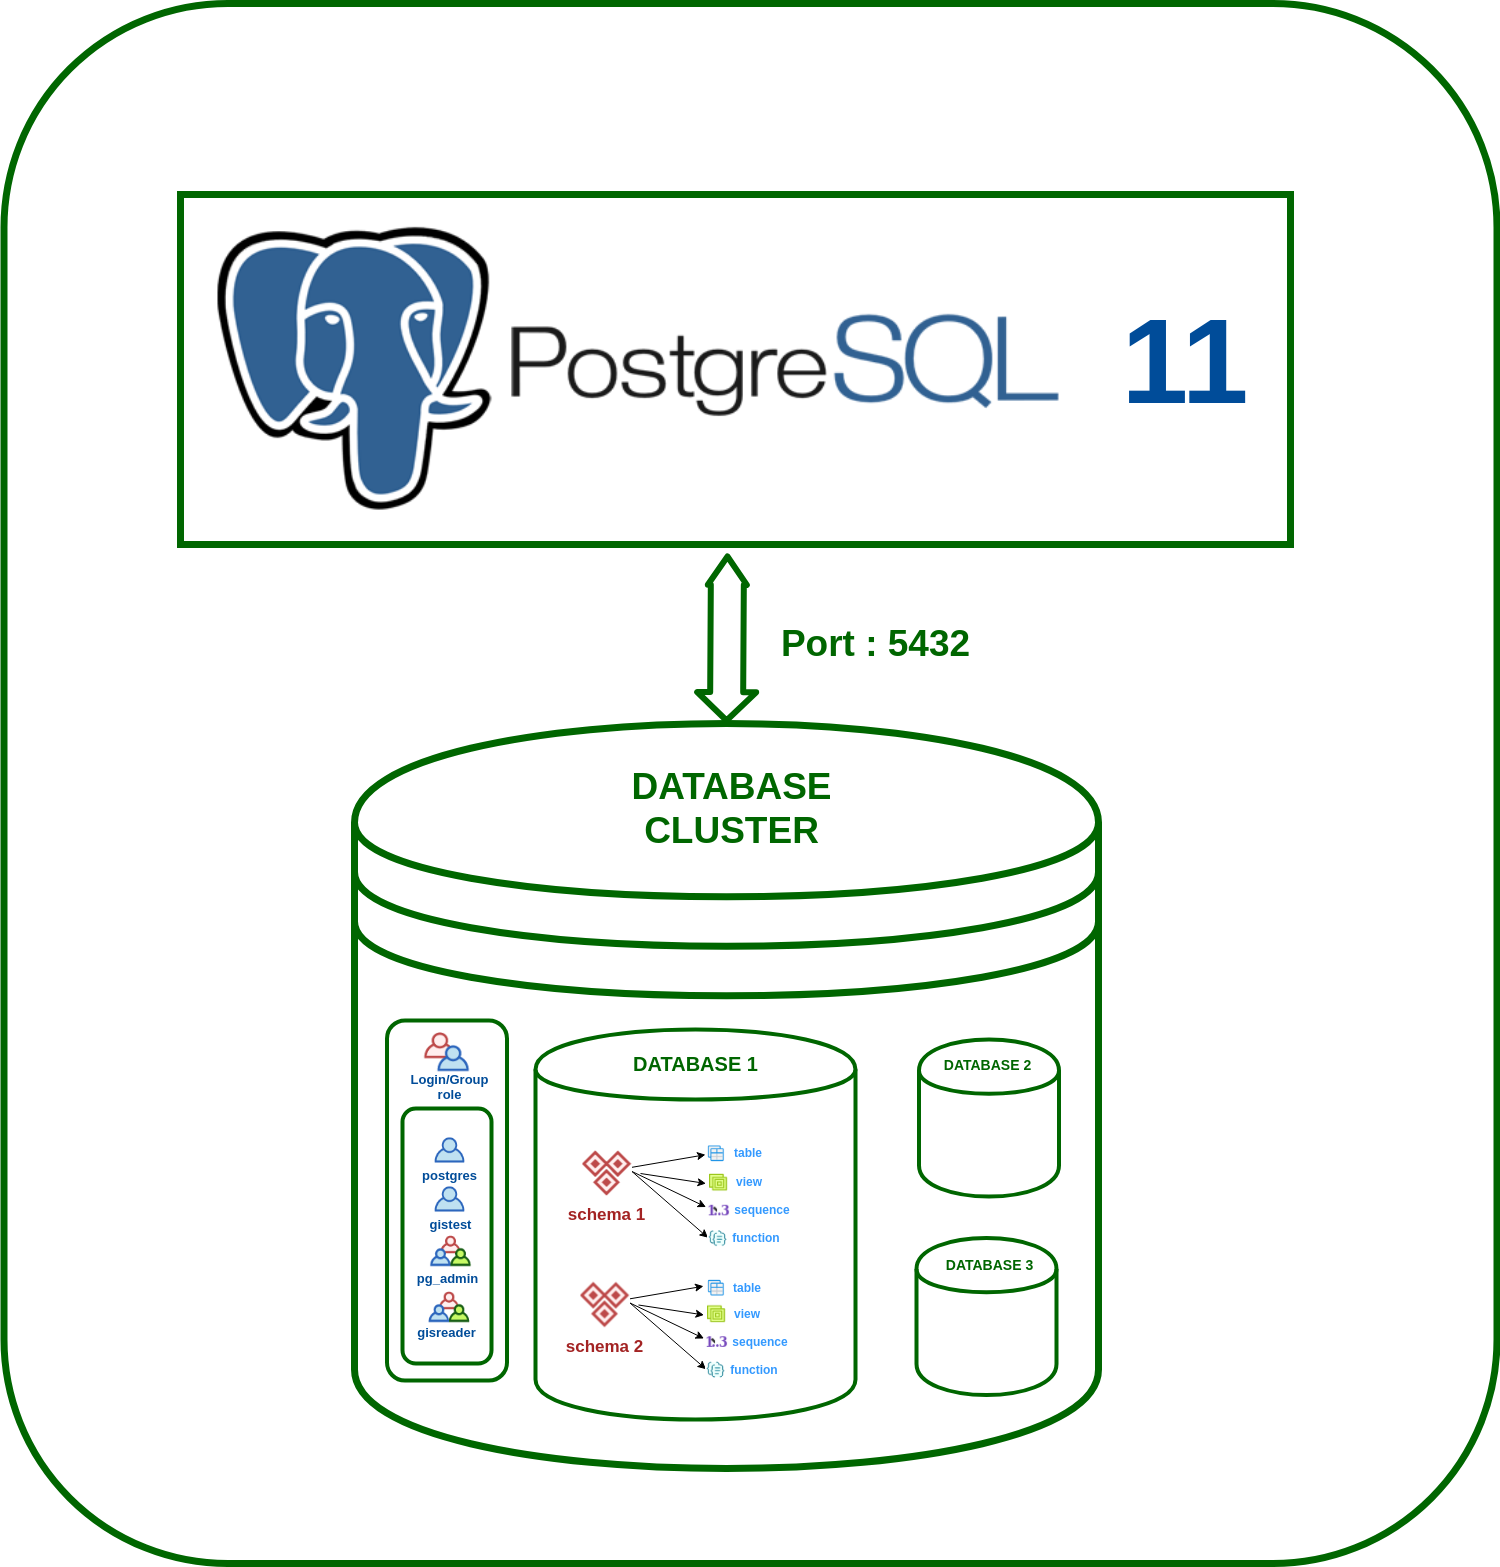 PostgreSQL 11
Port : 5432
DATABASE
CLUSTER
Login/Group
role
postgres
gistest
pg_admin
gisreader
DATABASE 1
schema 1
table
view
1..3 sequence
function
schema 2
table
view
1..3 sequence
function
DATABASE 2
DATABASE 3